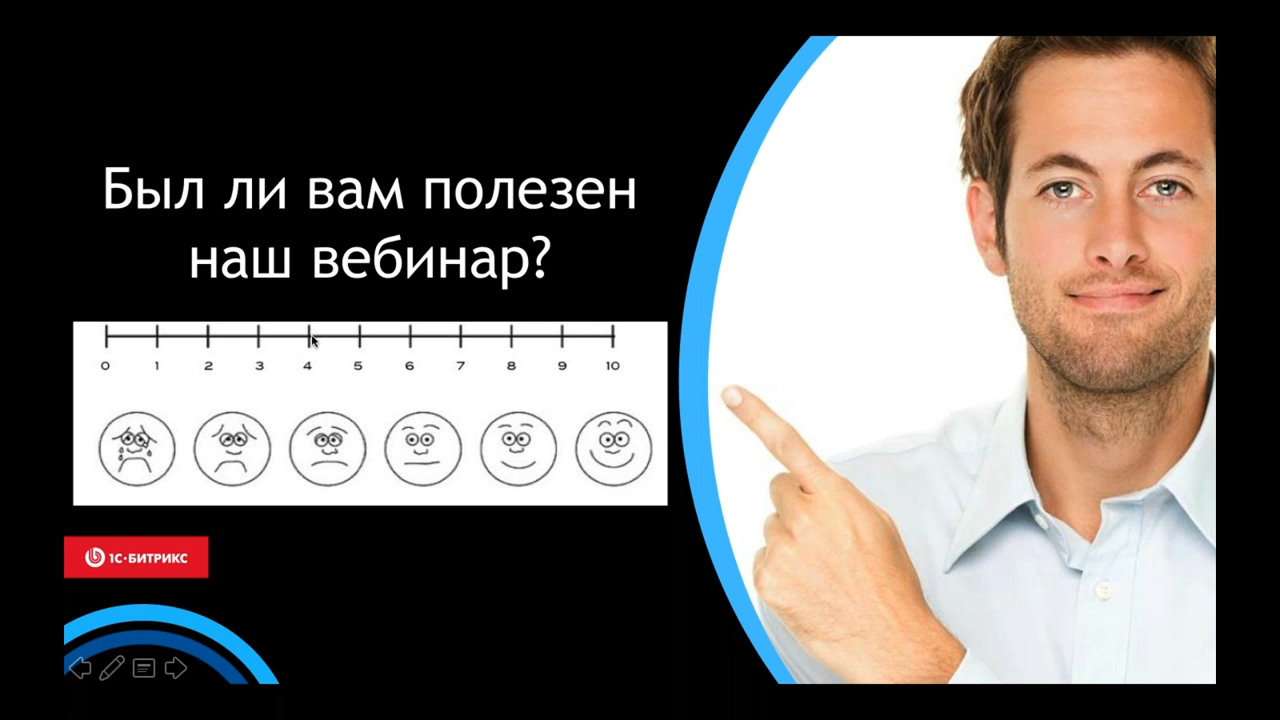 Был ли вам полезен
наш вебинар?
0 1 2 3 4 5 6 7 8 9 10
1С·БИТРИКС